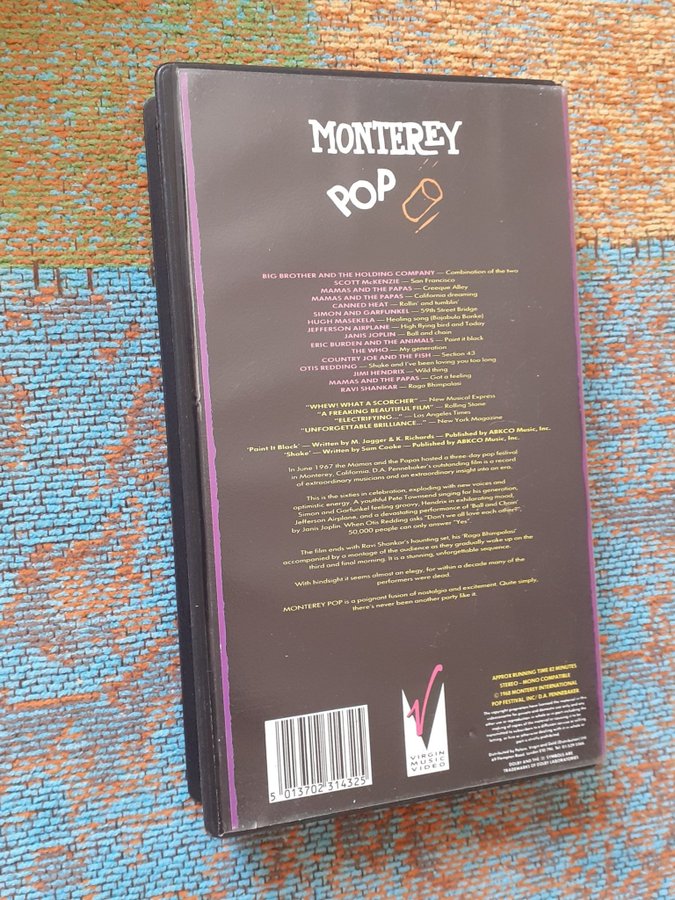 MONTEREY
POP
BIG BROTHER AND THE HOLDING COMPANY — Combination of the two
SCOTT McKENZIE — San Francisco
MAMAS AND THE PAPAS — Creeque Alley
MAMAS AND THE PAPAS — California dreaming
CANNED HEAT — Rollin' and tumblin'
SIMON AND GARFUNKEL — 59th Street Bridge
HUGH MASEKELA — Healing song (Bajabula Bonke)
JEFFERSON AIRPLANE — High flying bird and Today
JANIS JOPLIN — Ball and chain
ERIC BURDEN AND THE ANIMALS — Paint it black
THE WHO — My generation
COUNTRY JOE AND THE FISH — Section 43
OTIS REDDING — Shake and I've been loving you too long
JIMI HENDRIX — Wild thing
MAMAS AND THE PAPAS — Got a feeling
RAVI SHANKAR — Raga Bhimpalasi
"WHEW! WHAT A SCORCHER" — New Musical Express
"A FREAKING BEAUTIFUL FILM" — Rolling Stone
"ELECTRIFYING..." — Los Angeles Times
"UNFORGETTABLE BRILLIANCE..." — New York Magazine
'Paint It Black' — Written by M. Jagger & K. Richards — Published by ABKCO Music, Inc.
'Shake' — Written by Sam Cooke — Published by ABKCO Music, Inc.
In June 1967 the Mamas and the Papas hosted a three-day pop festival
in Monterey, California. D.A. Pennebaker's outstanding film is a record
of extraordinary musicians and an extraordinary insight into an era.
This is the sixties in celebration, exploding with new voices and
optimistic energy. A youthful Pete Townsend singing for his generation,
Simon and Garfunkel feeling groovy, Hendrix in exhilarating mood,
Jefferson Airplane, and a devastating performance of 'Ball and Chain'
by Janis Joplin. When Otis Redding asks "Don't we all love each other?",
50,000 people can only answer "Yes".
The film ends with Ravi Shankar's haunting set, his 'Raga Bhimpalasi'
accompanied by a montage of the audience as they gradually wake up on the
third and final morning. It is a stunning, unforgettable sequence.
With hindsight it seems almost an elegy, for within a decade many of the
performers were dead.
MONTEREY POP is a poignant fusion of nostalgia and excitement. Quite simply,
there's never been another party like it.
APPROX RUNNING TIME 82 MINUTES
STEREO – MONO COMPATIBLE
© 1968 MONTEREY INTERNATIONAL
POP FESTIVAL, INC/ D.A. PENNEBAKER.
DOLBY AND THE SYMBOLS ARE
TRADEMARKS OF DOLBY LABORATORIES
V
VIRGIN
MUSIC
VIDEO
5 013702 314325